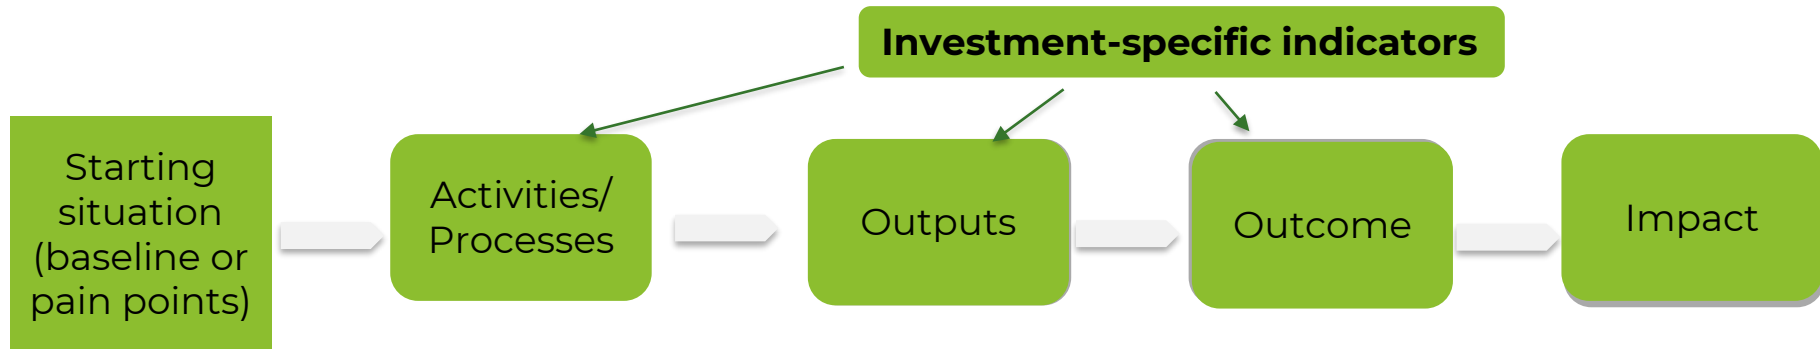 Investment-specific indicators
Starting
situation
(baseline or
pain points)
Activities/
Processes
Outputs
Outcome
Impact